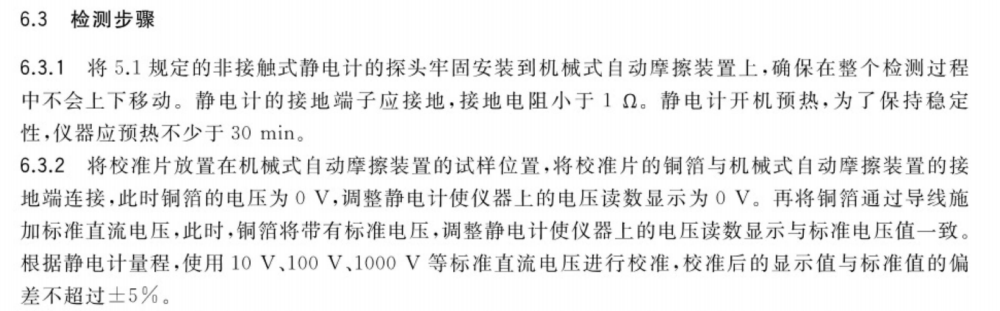 6.3 检测步骤
6.3.1 将 5.1 规定的非接触式静电计的探头牢固安装到机械式自动摩擦装置上,确保在整个检测过程
中不会上下移动。静电计的接地端子应接地,接地电阻小于 1 Ω。静电计开机预热,为了保持稳定
性,仪器应预热不少于 30 min。
6.3.2 将校准片放置在机械式自动摩擦装置的试样位置,将校准片的铜箔与机械式自动摩擦装置的接
地端连接,此时铜箔的电压为 0 V,调整静电计使仪器上的电压读数显示为 0 V。再将铜箔通过导线施
加标准直流电压,此时,铜箔将带有标准电压,调整静电计使仪器上的电压读数显示与标准电压值一致。
根据静电计量程,使用 10 V、100 V、1000 V 等标准直流电压进行校准,校准后的显示值与标准值的偏
差不超过±5%。